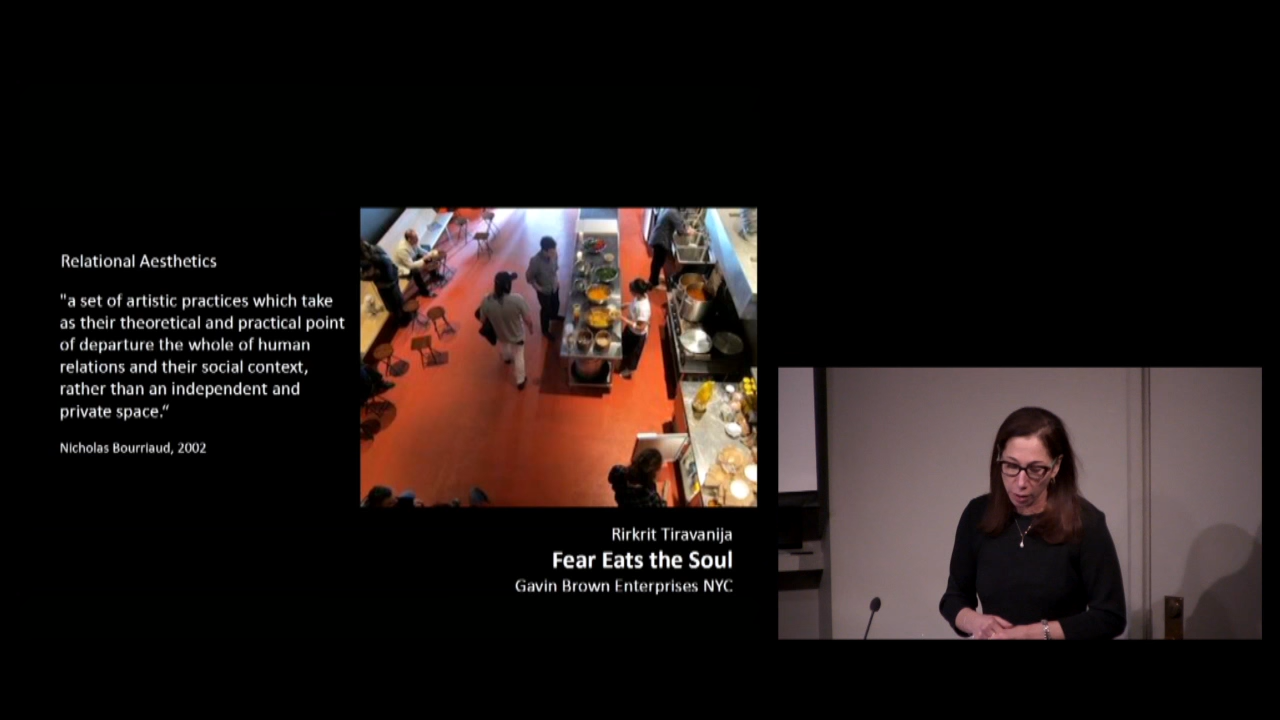 Relational Aesthetics
"a set of artistic practices which take
as their theoretical and practical point
of departure the whole of human
relations and their social context,
rather than an independent and
private space.“
Nicholas Bourriaud, 2002
Rirkrit Tiravanija
Fear Eats the Soul
Gavin Brown Enterprises NYC